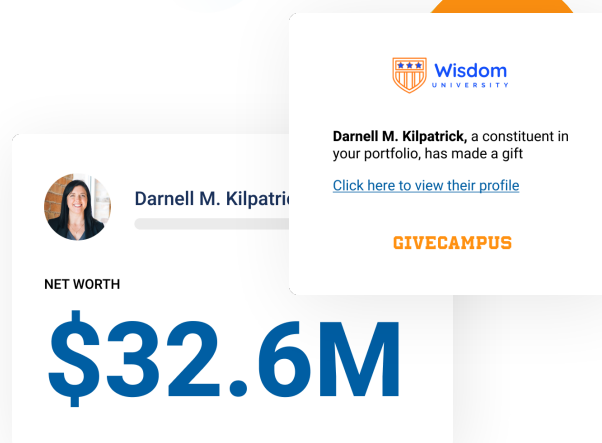 Wisdom
UNIVERSITY
Darnell M. Kilpatrick, a constituent in
your portfolio, has made a gift
Click here to view their profile
GIVECAMPUS
Darnell M. Kilpatric
NET WORTH
$32.6M